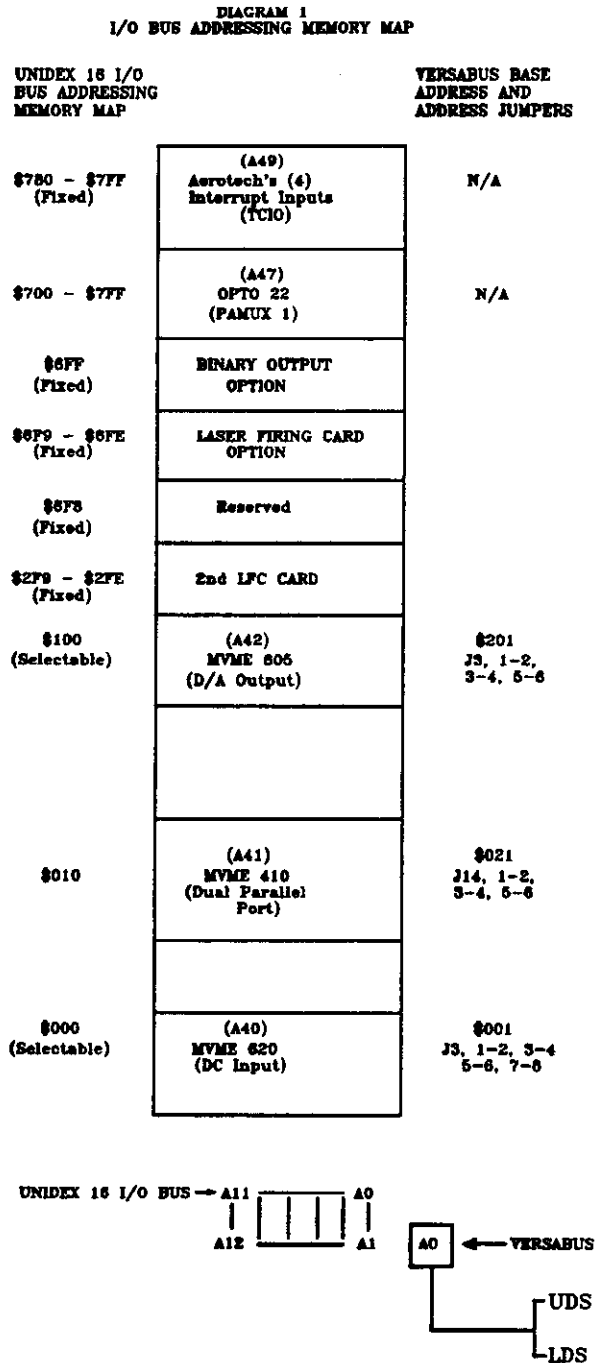 DIAGRAM 1
I/O BUS ADDRESSING MEMORY MAP
UNIDEX 16 I/O
BUS ADDRESSING
MEMORY MAP
VERSABUS BASE
ADDRESS AND
ADDRESS JUMPERS
$780 - $7FF
(Fixed)
(A49)
Aerotech's (4)
Interrupt Inputs
(TCIO)
N/A
$700 - $7FF
(A47)
OPTO 22
(PAMUX 1)
N/A
$6FF
(Fixed)
BINARY OUTPUT
OPTION
$6F9 - $6FE
(Fixed)
LASER FIRING CARD
OPTION
$6F8
(Fixed)
Reserved
$2F9 - $2FE
(Fixed)
2nd LFC CARD
$100
(Selectable)
(A42)
MVME 605
(D/A Output)
$201
J3, 1-2,
3-4, 5-6
$010
(A41)
MVME 410
(Dual Parallel
Port)
$021
J14, 1-2,
3-4, 5-6
$000
(Selectable)
(A40)
MVME 620
(DC Input)
$001
J3, 1-2, 3-4
5-6, 7-8
UNIDEX 16 I/O BUS → A11 A0
A12 A1
A0 ← VERSABUS
UDS
LDS